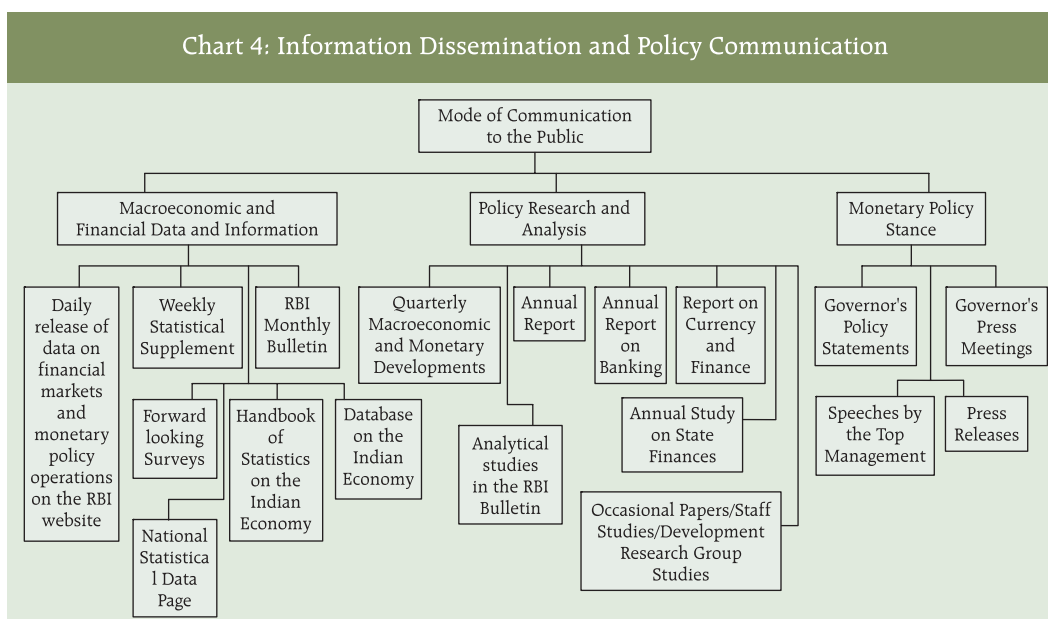 Chart 4: Information Dissemination and Policy Communication
Mode of Communication
to the Public
Macroeconomic and
Financial Data and Information
Policy Research and
Analysis
Monetary Policy
Stance
Daily
release of
data on
financial
markets
and
monetary
policy
operations
on the RBI
website
Weekly
Statistical
Supplement
RBI
Monthly
Bulletin
Forward
looking
Surveys
Handbook
of
Statistics
on the
Indian
Economy
Database
on the
Indian
Economy
National
Statistica
l Data
Page
Quarterly
Macroeconomic
and Monetary
Developments
Annual
Report
Annual
Report
on
Banking
Report on
Currency
and
Finance
Analytical
studies
in the RBI
Bulletin
Annual Study
on State
Finances
Occasional Papers/Staff
Studies/Development
Research Group
Studies
Governor's
Policy
Statements
Governor's
Press
Meetings
Speeches by
the Top
Management
Press
Releases